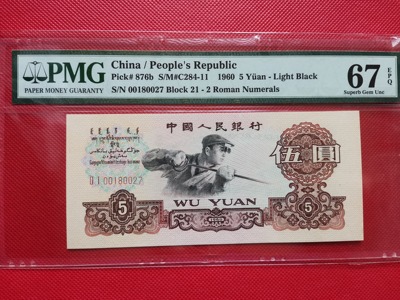 PMG
PAPER MONEY GUARANTY
China / People's Republic
Pick# 876b S/M#C284-11 1960 5 Yüan - Light Black
S/N 00180027 Block 21 - 2 Roman Numerals
67 EPQ
Superb Gem Unc
中國人民銀行
00180027
伍圓
5
WU YUAN
5